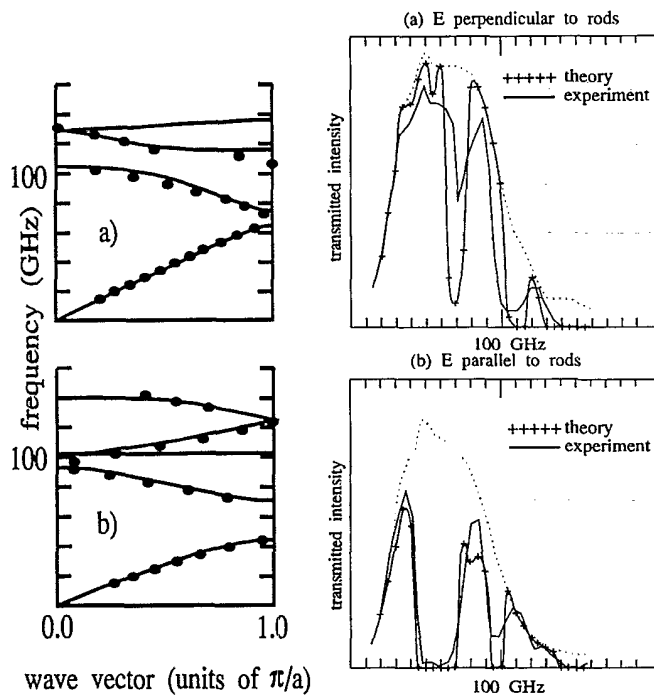 100
a)
frequency (GHz)
100
b)
0.0
1.0
wave vector (units of π/a)
(a) E perpendicular to rods
+++++ theory
experiment
transmitted intensity
100 GHz
(b) E parallel to rods
+++++ theory
experiment
transmitted intensity
100 GHz